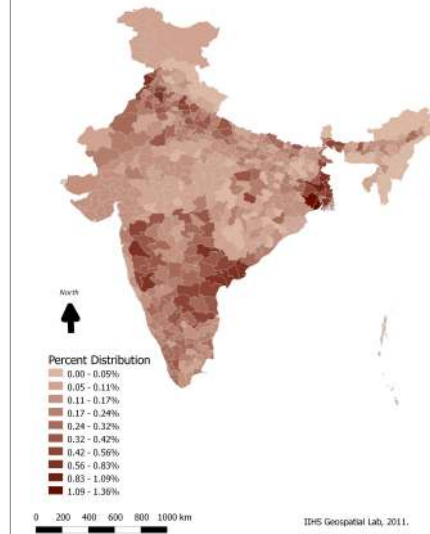 North
Percent Distribution
0.00 - 0.05%
0.05 - 0.11%
0.11 - 0.17%
0.17 - 0.24%
0.24 - 0.32%
0.32 - 0.42%
0.42 - 0.56%
0.56 - 0.83%
0.83 - 1.09%
1.09 - 1.36%
0 200 400 600 800 1000 km
IIHS Geospatial Lab, 2011.